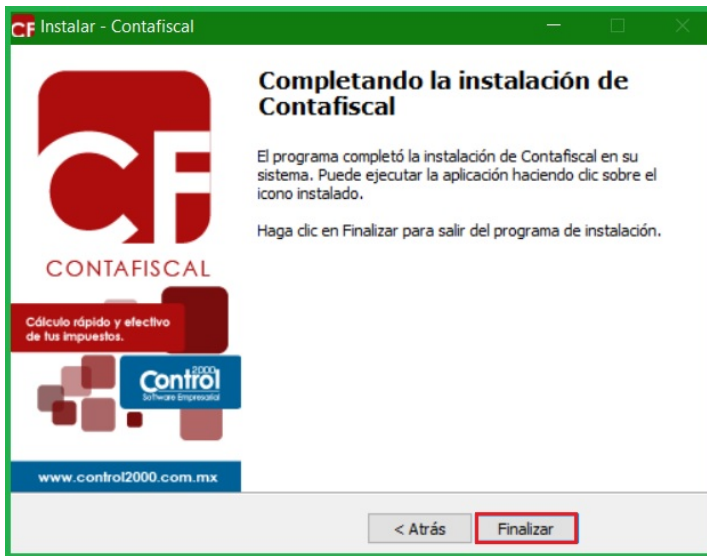 CF Instalar - Contafiscal
CF
CONTAFISCAL
Cálculo rápido y efectivo
de tus impuestos.
2000
Control
Software Empresarial
www.control2000.com.mx
Completando la instalación de
Contafiscal
El programa completó la instalación de Contafiscal en su
sistema. Puede ejecutar la aplicación haciendo clic sobre el
icono instalado.
Haga clic en Finalizar para salir del programa de instalación.
< Atrás
Finalizar